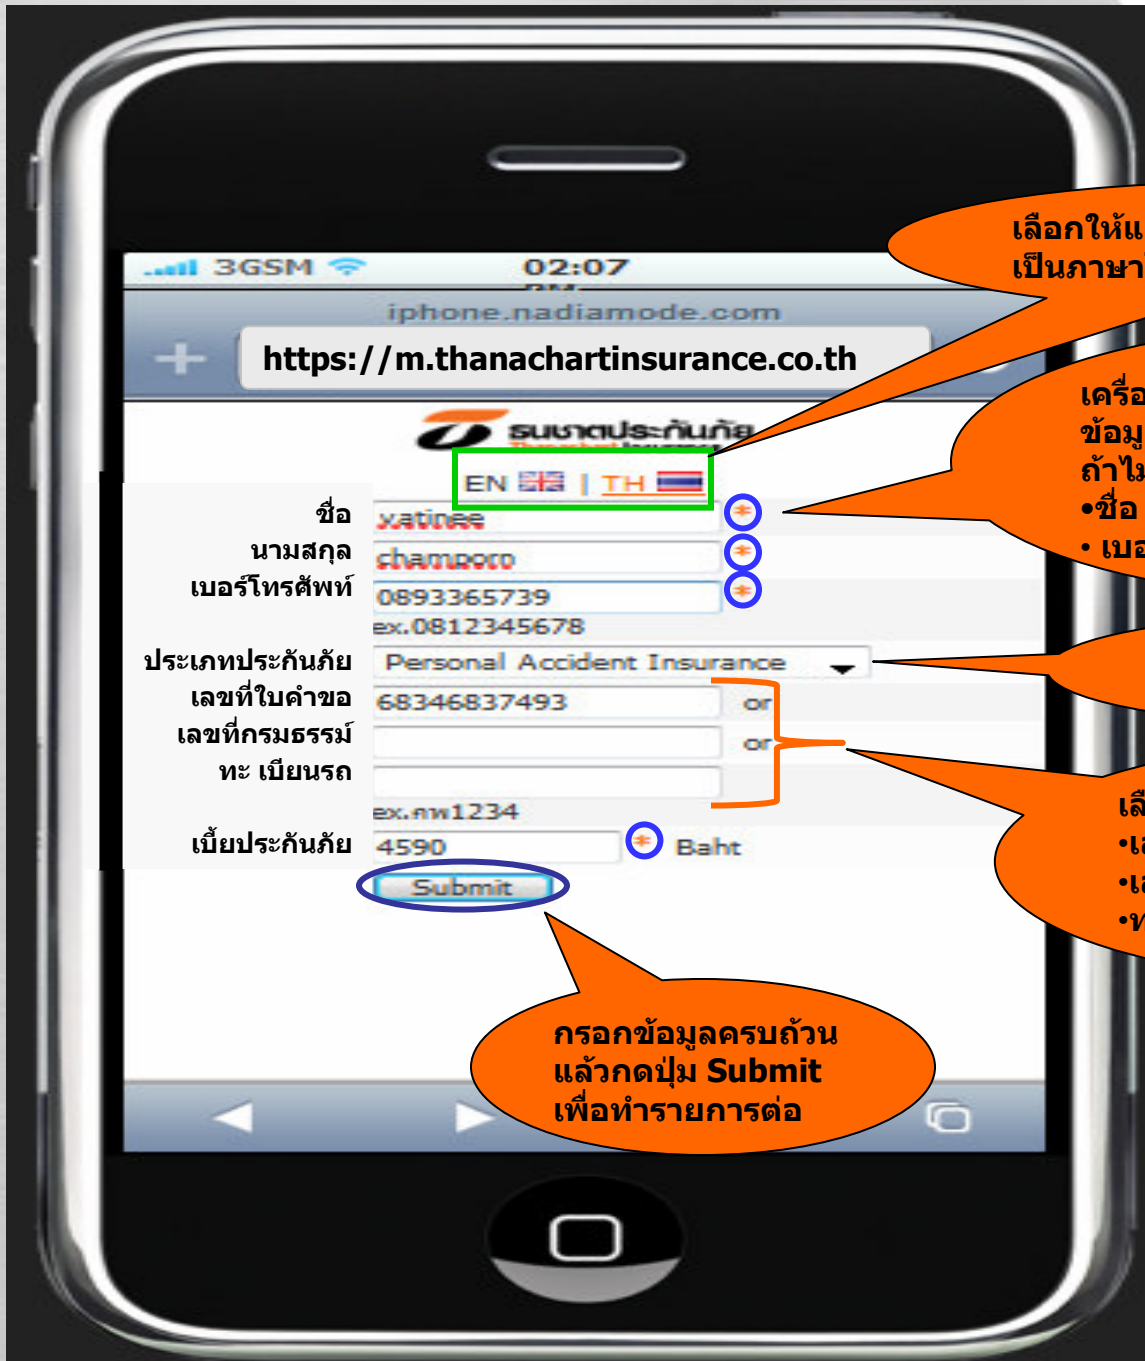 3GSM 02:07
iphone.nadiamode.com
https://m.thanachartinsurance.co.th
ธนชาตประกันภัย
EN | TH
ชื่อ yatinee *
นามสกุล champoro *
เบอร์โทรศัพท์ 0893365739 *
ex.0812345678
ประเภทประกันภัย Personal Accident Insurance
เลขที่ใบคำขอ 68346837493 or
เลขที่กรมธรรม์ or
ทะ เบียนรถ
ex.ศพ1234
เบี้ยประกันภัย 4590 * Baht
Submit
เลือกให้แ
เป็นภาษา
เครื่อ
ข้อมู
ถ้าไม
•ชื่อ
• เบอ
เลื
•เล
•เล
•ท
กรอกข้อมูลครบถ้วน
แล้วกดปุ่ม Submit
เพื่อทำรายการต่อ